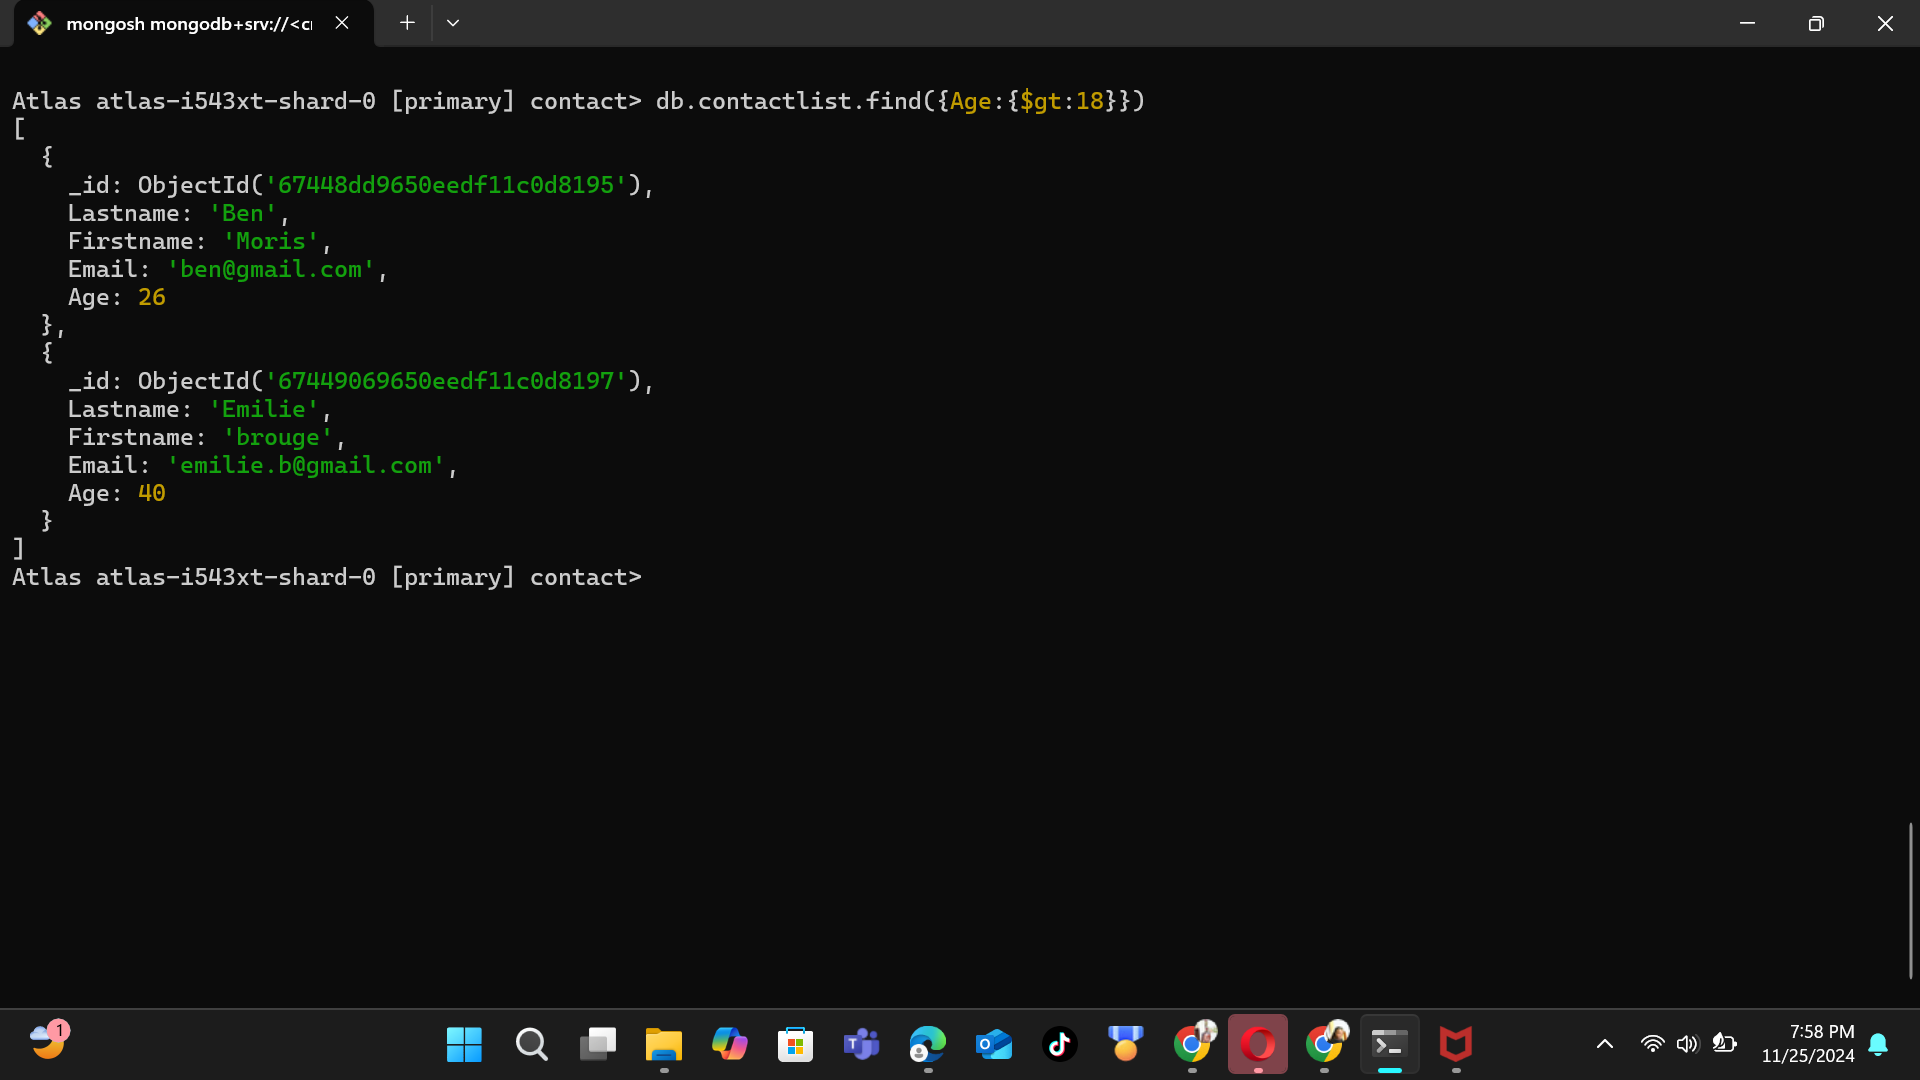 mongosh mongodb+srv://<cr
Atlas atlas-i543xt-shard-0 [primary] contact> db.contactlist.find({Age:{$gt:18}})
[
  {
    _id: ObjectId('67448dd9650eedf11c0d8195'),
    Lastname: 'Ben',
    Firstname: 'Moris',
    Email: 'ben@gmail.com',
    Age: 26
  },
  {
    _id: ObjectId('67449069650eedf11c0d8197'),
    Lastname: 'Emilie',
    Firstname: 'brouge',
    Email: 'emilie.b@gmail.com',
    Age: 40
  }
]
Atlas atlas-i543xt-shard-0 [primary] contact>
1
7:58 PM
11/25/2024